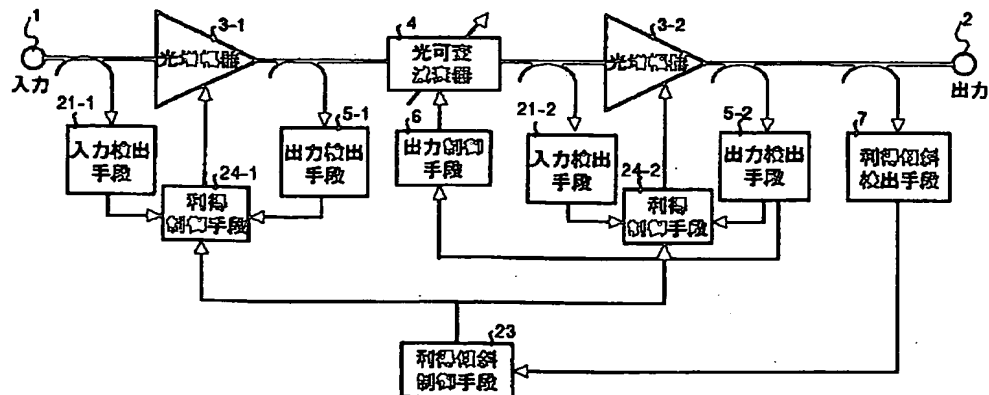 1
入力
3-1
光増幅器
4
光可変
減衰器
3-2
光増幅器
2
出力
21-1
入力検出
手段
5-1
出力検出
手段
24-1
利得
制御手段
6
出力制御
手段
21-2
入力検出
手段
24-2
利得
制御手段
5-2
出力検出
手段
7
利得傾斜
検出手段
23
利得傾斜
制御手段